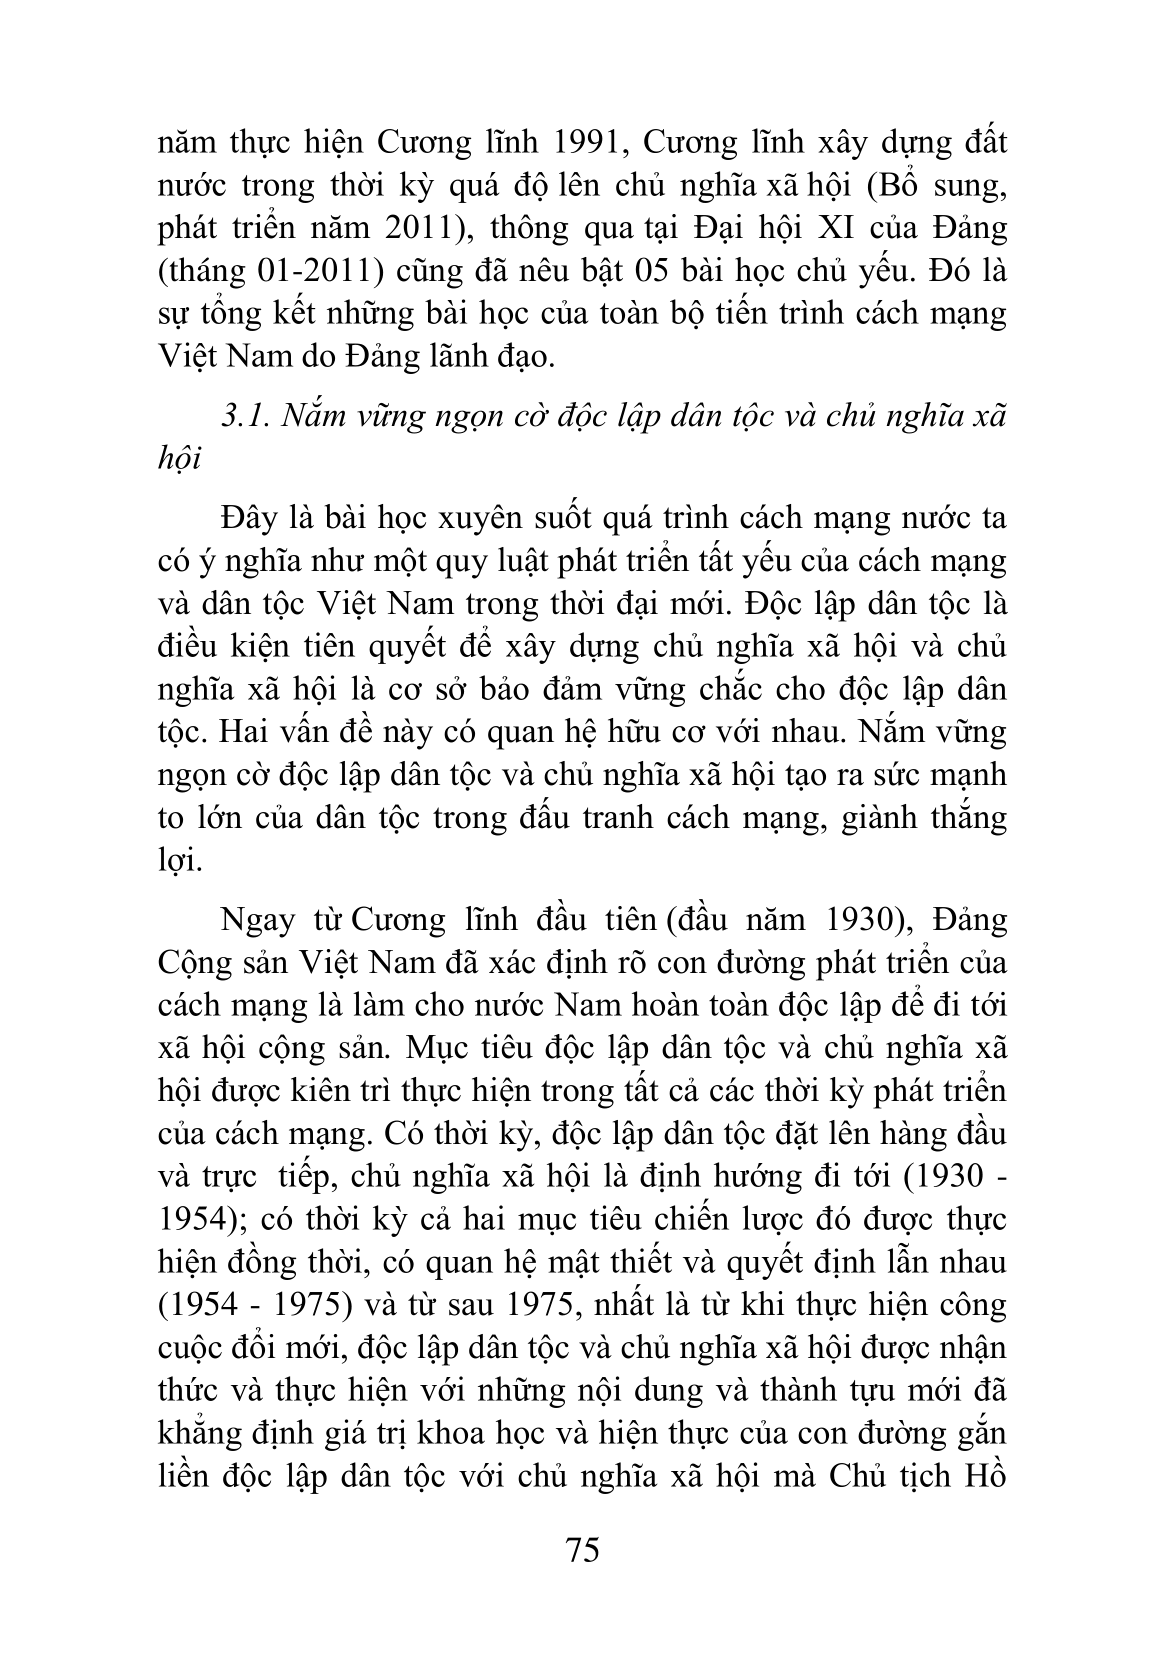 năm thực hiện Cương lĩnh 1991, Cương lĩnh xây dựng đất
nước trong thời kỳ quá độ lên chủ nghĩa xã hội (Bổ sung,
phát triển năm 2011), thông qua tại Đại hội XI của Đảng
(tháng 01-2011) cũng đã nêu bật 05 bài học chủ yếu. Đó là
sự tổng kết những bài học của toàn bộ tiến trình cách mạng
Việt Nam do Đảng lãnh đạo.
3.1. Nắm vững ngọn cờ độc lập dân tộc và chủ nghĩa xã
hội
Đây là bài học xuyên suốt quá trình cách mạng nước ta
có ý nghĩa như một quy luật phát triển tất yếu của cách mạng
và dân tộc Việt Nam trong thời đại mới. Độc lập dân tộc là
điều kiện tiên quyết để xây dựng chủ nghĩa xã hội và chủ
nghĩa xã hội là cơ sở bảo đảm vững chắc cho độc lập dân
tộc. Hai vấn đề này có quan hệ hữu cơ với nhau. Nắm vững
ngọn cờ độc lập dân tộc và chủ nghĩa xã hội tạo ra sức mạnh
to lớn của dân tộc trong đấu tranh cách mạng, giành thắng
lợi.
Ngay từ Cương lĩnh đầu tiên (đầu năm 1930), Đảng
Cộng sản Việt Nam đã xác định rõ con đường phát triển của
cách mạng là làm cho nước Nam hoàn toàn độc lập để đi tới
xã hội cộng sản. Mục tiêu độc lập dân tộc và chủ nghĩa xã
hội được kiên trì thực hiện trong tất cả các thời kỳ phát triển
của cách mạng. Có thời kỳ, độc lập dân tộc đặt lên hàng đầu
và trực  tiếp, chủ nghĩa xã hội là định hướng đi tới (1930 -
1954); có thời kỳ cả hai mục tiêu chiến lược đó được thực
hiện đồng thời, có quan hệ mật thiết và quyết định lẫn nhau
(1954 - 1975) và từ sau 1975, nhất là từ khi thực hiện công
cuộc đổi mới, độc lập dân tộc và chủ nghĩa xã hội được nhận
thức và thực hiện với những nội dung và thành tựu mới đã
khẳng định giá trị khoa học và hiện thực của con đường gắn
liền độc lập dân tộc với chủ nghĩa xã hội mà Chủ tịch Hồ
75